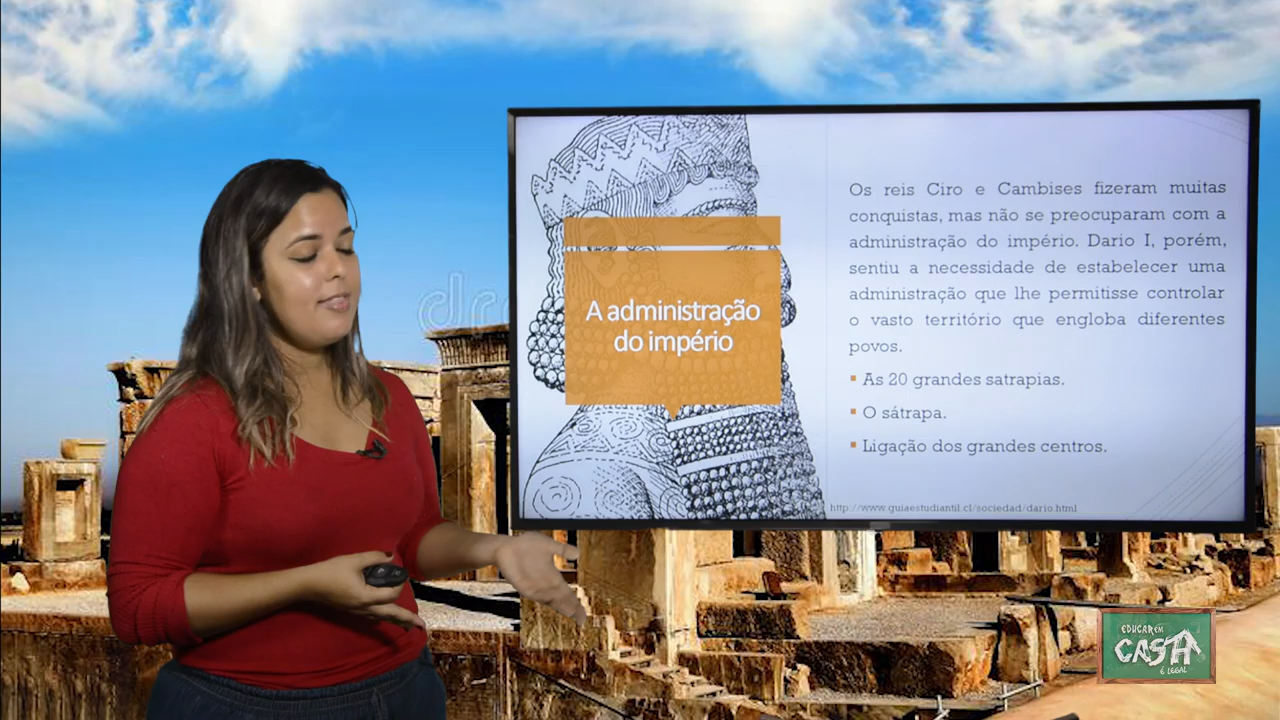 A administração
do império
Os reis Ciro e Cambises fizeram muitas
conquistas, mas não se preocuparam com a
administração do império. Dario I, porém,
sentiu a necessidade de estabelecer uma
administração que lhe permitisse controlar
o vasto território que engloba diferentes
povos.
▪ As 20 grandes satrapias.
▪ O sátrapa.
▪ Ligação dos grandes centros.
http://www.guiaestudiantil.cl/sociedad/dario.html
EDUCAR EM
CASA
É LEGAL